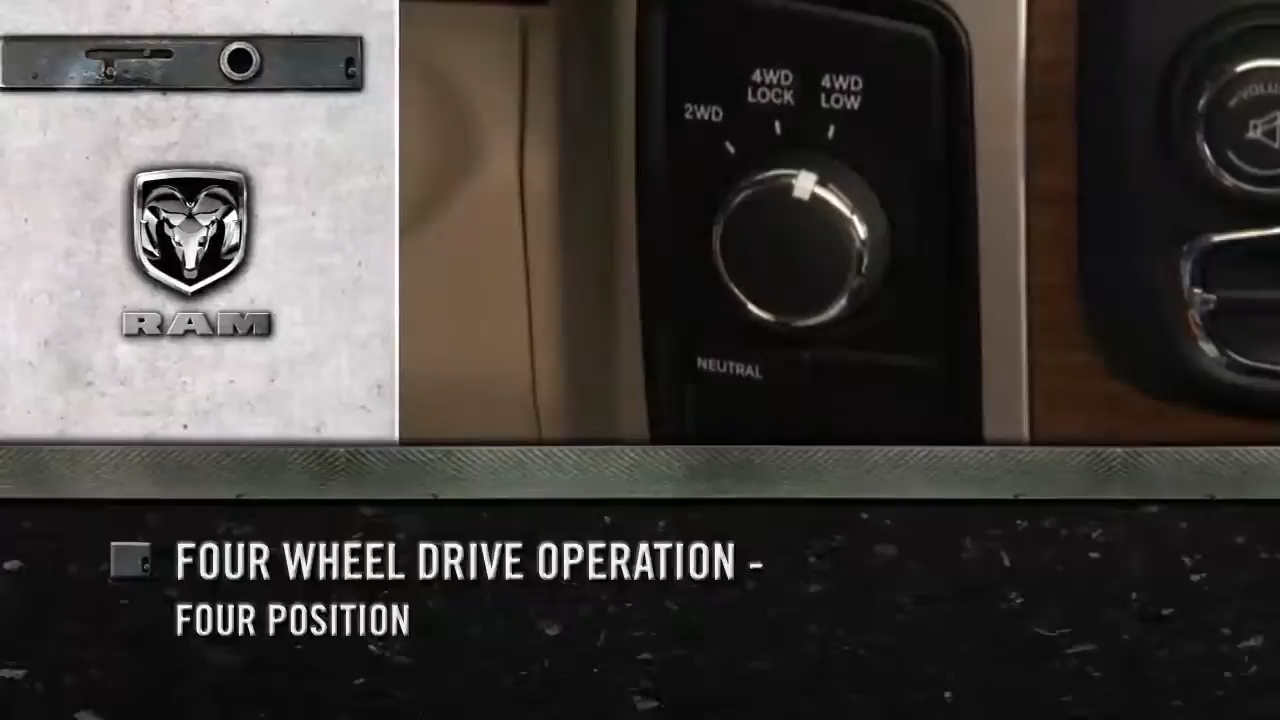 4WD
LOCK
4WD
LOW
2WD
NEUTRAL
RAM
FOUR WHEEL DRIVE OPERATION -
FOUR POSITION